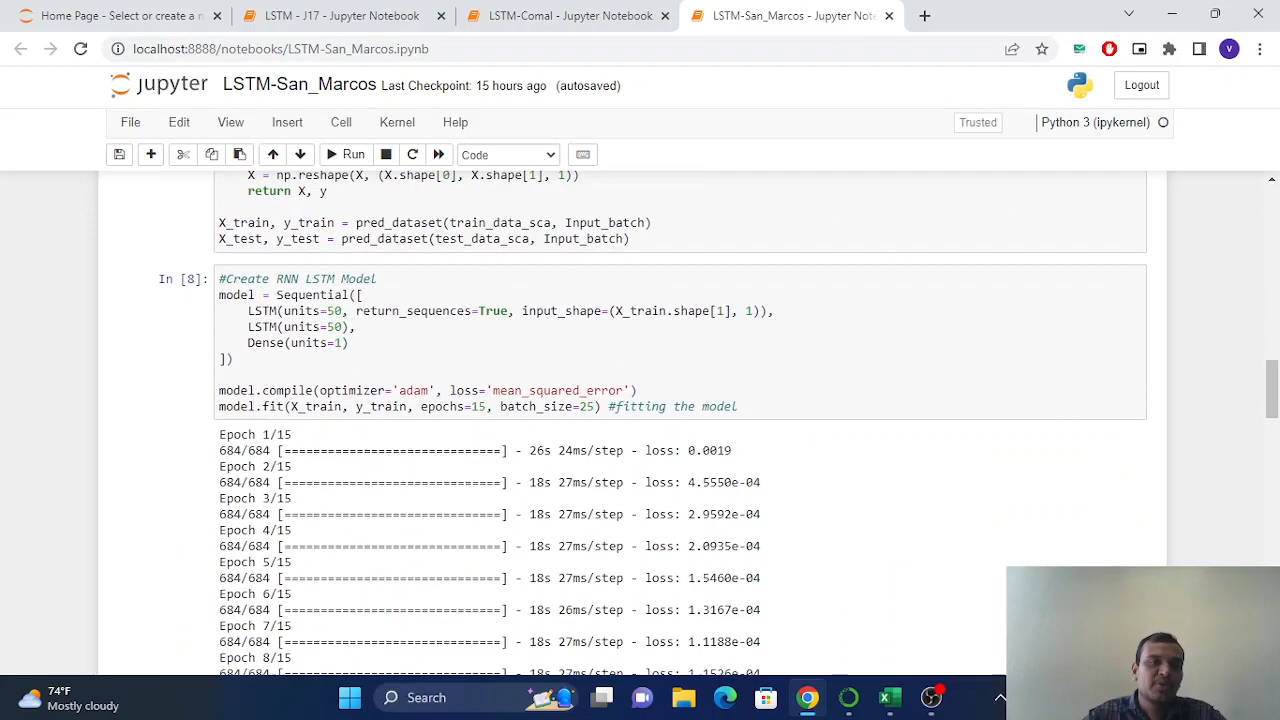 Home Page - Select or create a n
LSTM - J17 - Jupyter Notebook
LSTM-Comal - Jupyter Notebook
LSTM-San_Marcos - Jupyter Note
localhost:8888/notebooks/LSTM-San_Marcos.ipynb
V
jupyter LSTM-San_Marcos Last Checkpoint: 15 hours ago (autosaved)
Logout
File Edit View Insert Cell Kernel Help
Trusted
Python 3 (ipykernel)
Run
Code
X = np.reshape(X, (X.shape[0], X.shape[1], 1))
return X, y
X_train, y_train = pred_dataset(train_data_sca, Input_batch)
X_test, y_test = pred_dataset(test_data_sca, Input_batch)
In [8]:
#Create RNN LSTM Model
model = Sequential([
LSTM(units=50, return_sequences=True, input_shape=(X_train.shape[1], 1)),
LSTM(units=50),
Dense(units=1)
])
model.compile(optimizer='adam', loss='mean_squared_error')
model.fit(X_train, y_train, epochs=15, batch_size=25) #fitting the model
Epoch 1/15
684/684 [==============================] - 26s 24ms/step - loss: 0.0019
Epoch 2/15
684/684 [==============================] - 18s 27ms/step - loss: 4.5550e-04
Epoch 3/15
684/684 [==============================] - 18s 27ms/step - loss: 2.9592e-04
Epoch 4/15
684/684 [==============================] - 18s 27ms/step - loss: 2.0935e-04
Epoch 5/15
684/684 [==============================] - 18s 27ms/step - loss: 1.5460e-04
Epoch 6/15
684/684 [==============================] - 18s 26ms/step - loss: 1.3167e-04
Epoch 7/15
684/684 [==============================] - 18s 27ms/step - loss: 1.1188e-04
Epoch 8/15
684/684 [==============================] - 18s 27ms/step - loss: 1.1526e-04
74°F
Mostly cloudy
Search